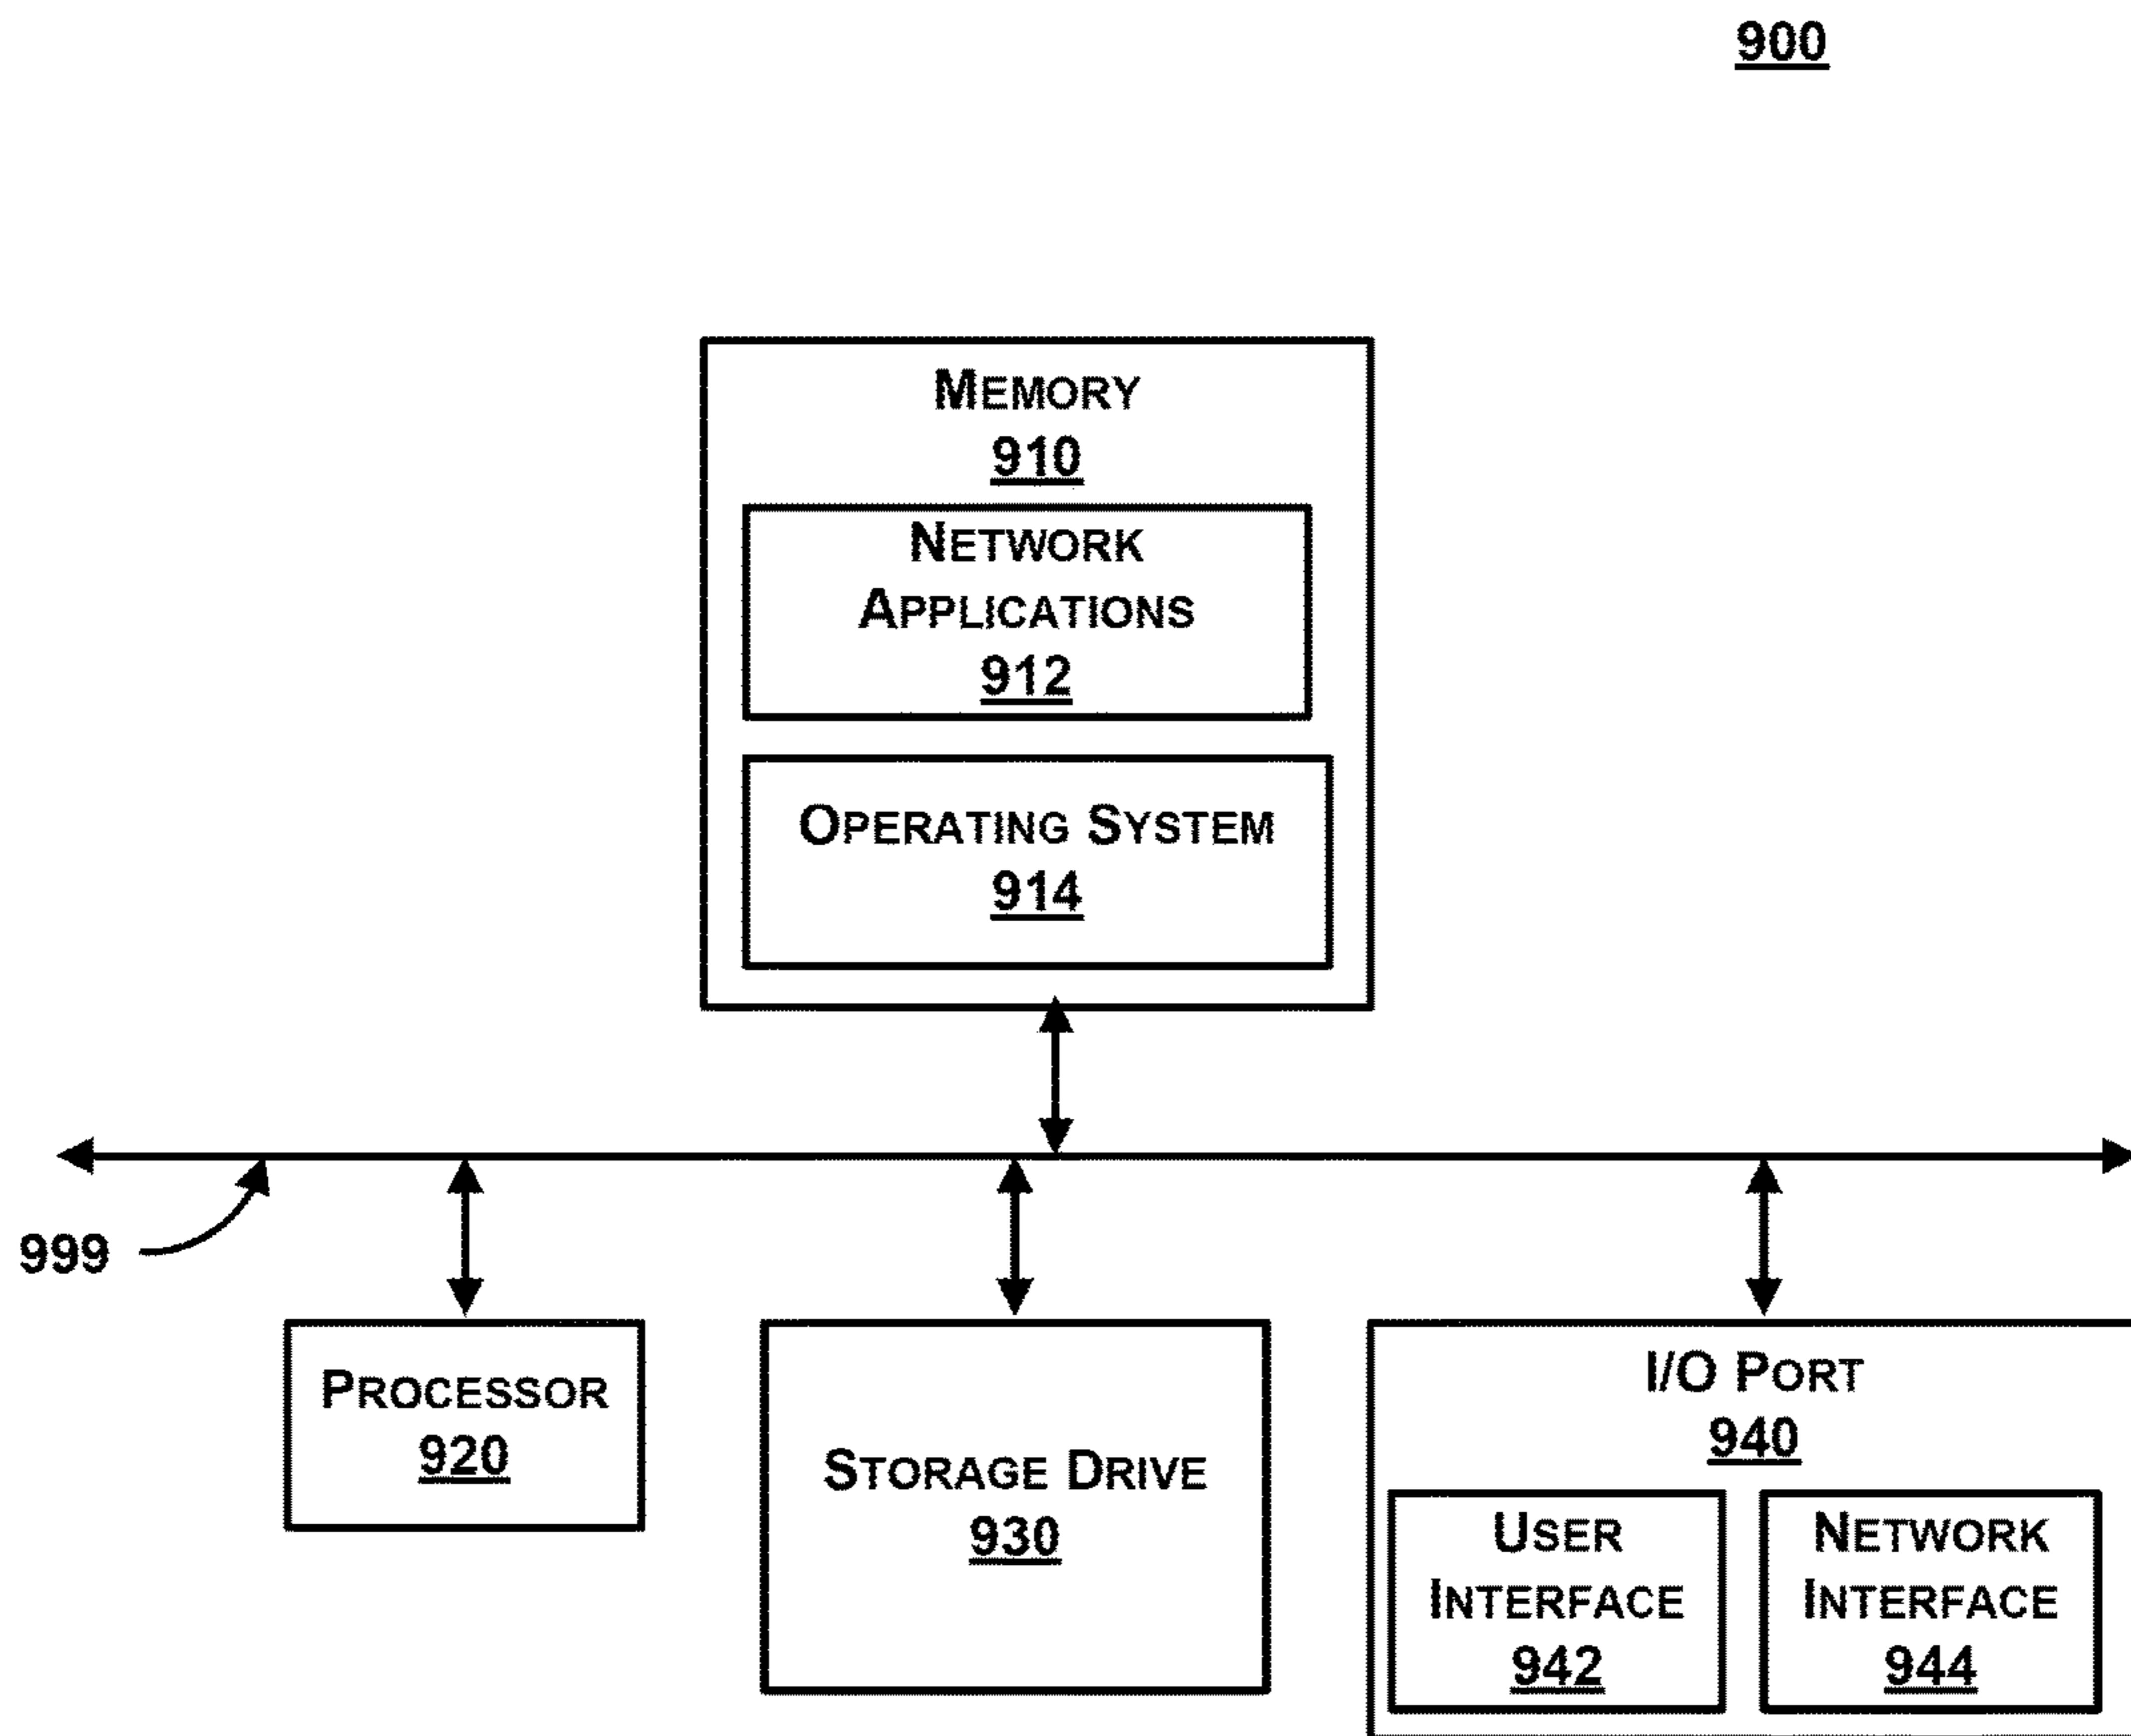 900
MEMORY
910
NETWORK
APPLICATIONS
912
OPERATING SYSTEM
914
999
PROCESSOR
920
STORAGE DRIVE
930
I/O PORT
940
USER
INTERFACE
942
NETWORK
INTERFACE
944